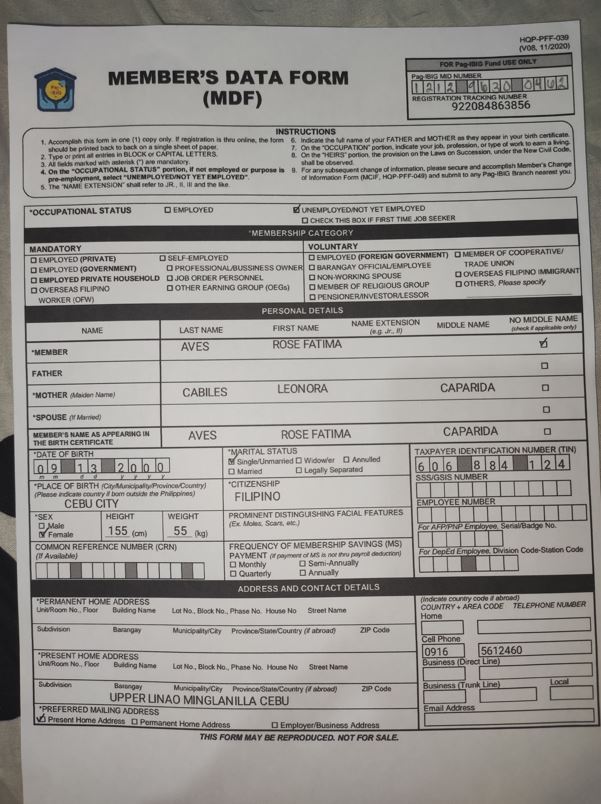 HQP-PFF-039
(V08, 11/2020)
Pag-IBIG
MEMBER'S DATA FORM
(MDF)
FOR Pag-IBIG Fund USE ONLY
Pag-IBIG MID NUMBER
1212 9630 0462
REGISTRATION TRACKING NUMBER
922084863856
INSTRUCTIONS
1. Accomplish this form in one (1) copy only. If registration is thru online, the form should be printed back to back on a single sheet of paper.
2. Type or print all entries in BLOCK or CAPITAL LETTERS.
3. All fields marked with asterisk (*) are mandatory.
4. On the "OCCUPATIONAL STATUS" portion, if not employed or purpose is pre-employment, select "UNEMPLOYED/NOT YET EMPLOYED".
5. The "NAME EXTENSION" shall refer to JR., II, III and the like.
6. Indicate the full name of your FATHER and MOTHER as they appear in your birth certificate.
7. On the "OCCUPATION" portion, indicate your job, profession, or type of work to earn a living.
8. On the "HEIRS" portion, the provision on the Laws on Succession, under the New Civil Code, shall be observed.
9. For any subsequent change of information, please secure and accomplish Member's Change of Information Form (MCIF, HQP-PFF-049) and submit to any Pag-IBIG Branch nearest you.
*OCCUPATIONAL STATUS
EMPLOYED
UNEMPLOYED/NOT YET EMPLOYED
CHECK THIS BOX IF FIRST TIME JOB SEEKER
*MEMBERSHIP CATEGORY
MANDATORY
EMPLOYED (PRIVATE)
EMPLOYED (GOVERNMENT)
EMPLOYED PRIVATE HOUSEHOLD
OVERSEAS FILIPINO
WORKER (OFW)
SELF-EMPLOYED
PROFESSIONAL/BUSSINESS OWNER
JOB ORDER PERSONNEL
OTHER EARNING GROUP (OEGs)
VOLUNTARY
EMPLOYED (FOREIGN GOVERNMENT)
BARANGAY OFFICIAL/EMPLOYEE
NON-WORKING SPOUSE
MEMBER OF RELIGIOUS GROUP
PENSIONER/INVESTOR/LESSOR
MEMBER OF COOPERATIVE/
TRADE UNION
OVERSEAS FILIPINO IMMIGRANT
OTHERS, Please specify
PERSONAL DETAILS
NAME LAST NAME FIRST NAME NAME EXTENSION (e.g. Jr., II) MIDDLE NAME NO MIDDLE NAME (check if applicable only)
*MEMBER AVES ROSE FATIMA
FATHER
*MOTHER (Maiden Name) CABILES LEONORA CAPARIDA
*SPOUSE (If Married)
MEMBER'S NAME AS APPEARING IN THE BIRTH CERTIFICATE AVES ROSE FATIMA CAPARIDA
*DATE OF BIRTH
09 13 2000
m m d d y y y y
*MARITAL STATUS
Single/Unmarried Widow/er Annulled
Married Legally Separated
TAXPAYER IDENTIFICATION NUMBER (TIN)
606 884 124
*PLACE OF BIRTH (City/Municipality/Province/Country)
(Please indicate country if born outside the Philippines)
CEBU CITY
*CITIZENSHIP
FILIPINO
SSS/GSIS NUMBER
EMPLOYEE NUMBER
*SEX
Male
Female
HEIGHT
155 (cm)
WEIGHT
55 (kg)
PROMINENT DISTINGUISHING FACIAL FEATURES
(Ex. Moles, Scars, etc.)
For AFP/PNP Employee, Serial/Badge No.
COMMON REFERENCE NUMBER (CRN)
(If Available)
FREQUENCY OF MEMBERSHIP SAVINGS (MS)
PAYMENT (If payment of MS is not thru payroll deduction)
Monthly Semi-Annually
Quarterly Annually
For DepEd Employee, Division Code-Station Code
ADDRESS AND CONTACT DETAILS
*PERMANENT HOME ADDRESS
Unit/Room No., Floor Building Name Lot No., Block No., Phase No. House No Street Name
Subdivision Barangay Municipality/City Province/State/Country (if abroad) ZIP Code
*PRESENT HOME ADDRESS
Unit/Room No., Floor Building Name Lot No., Block No., Phase No. House No Street Name
Subdivision Barangay Municipality/City Province/State/Country (if abroad) ZIP Code
UPPER LINAO MINGLANILLA CEBU
*PREFERRED MAILING ADDRESS
Present Home Address Permanent Home Address Employer/Business Address
(Indicate country code if abroad)
COUNTRY + AREA CODE TELEPHONE NUMBER
Home
Cell Phone
0916 5612460
Business (Direct Line)
Business (Trunk Line) Local
Email Address
THIS FORM MAY BE REPRODUCED. NOT FOR SALE.